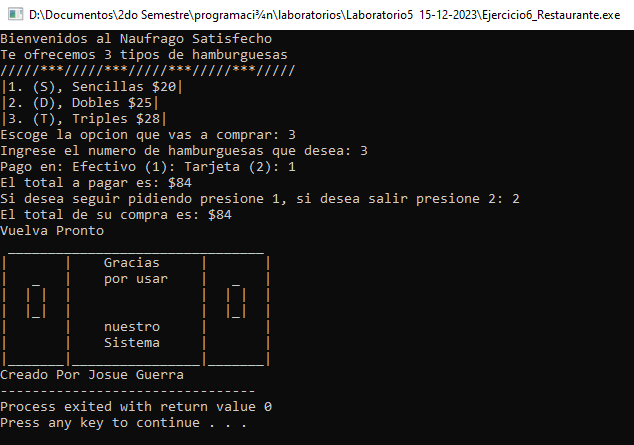 D:\Documentos\2do Semestre\programaci¾n\laboratorios\Laboratorio5  15-12-2023\Ejercicio6_Restaurante.exe
Bienvenidos al Naufrago Satisfecho
Te ofrecemos 3 tipos de hamburguesas
/////***/////***/////***/////***/////
|1. (S), Sencillas $20|
|2. (D), Dobles $25|
|3. (T), Triples $28|
Escoge la opcion que vas a comprar: 3
Ingrese el numero de hamburguesas que desea: 3
Pago en: Efectivo (1): Tarjeta (2): 1
El total a pagar es: $84
Si desea seguir pidiendo presione 1, si desea salir presione 2: 2
El total de su compra es: $84
Vuelva Pronto
 ________________________________
|       |    Gracias     |       |
|   _   |    por usar    |   _   |
|  | |  |                |  | |  |
|  |_|  |                |  |_|  |
|       |    nuestro     |       |
|       |    Sistema     |       |
|_______|________________|_______|
Creado Por Josue Guerra
--------------------------------
Process exited with return value 0
Press any key to continue . . .